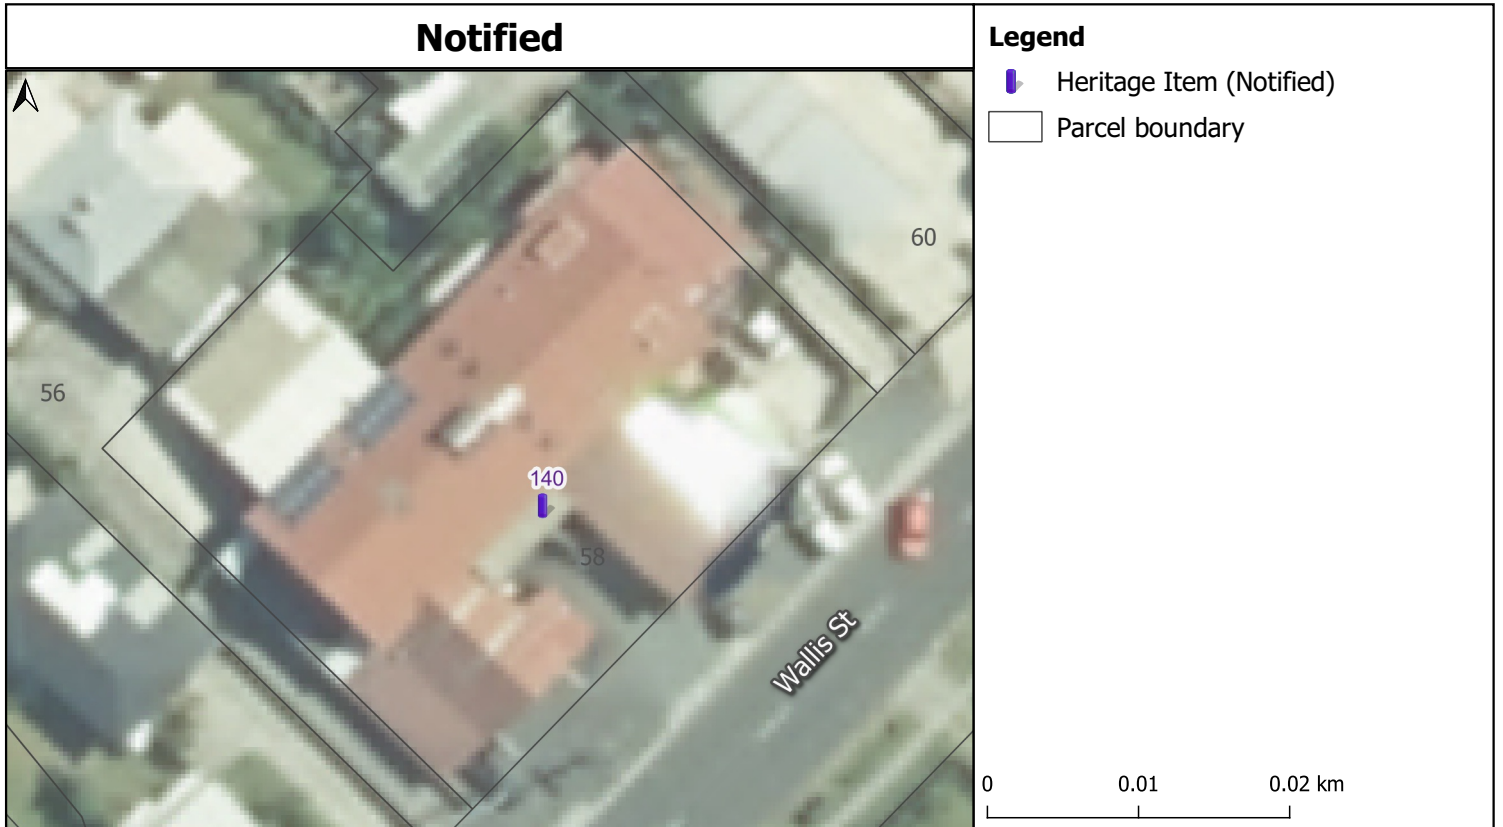 Notified
Legend
Heritage Item (Notified)
Parcel boundary
60
56
140
58
Wallis St
0 0.01 0.02 km